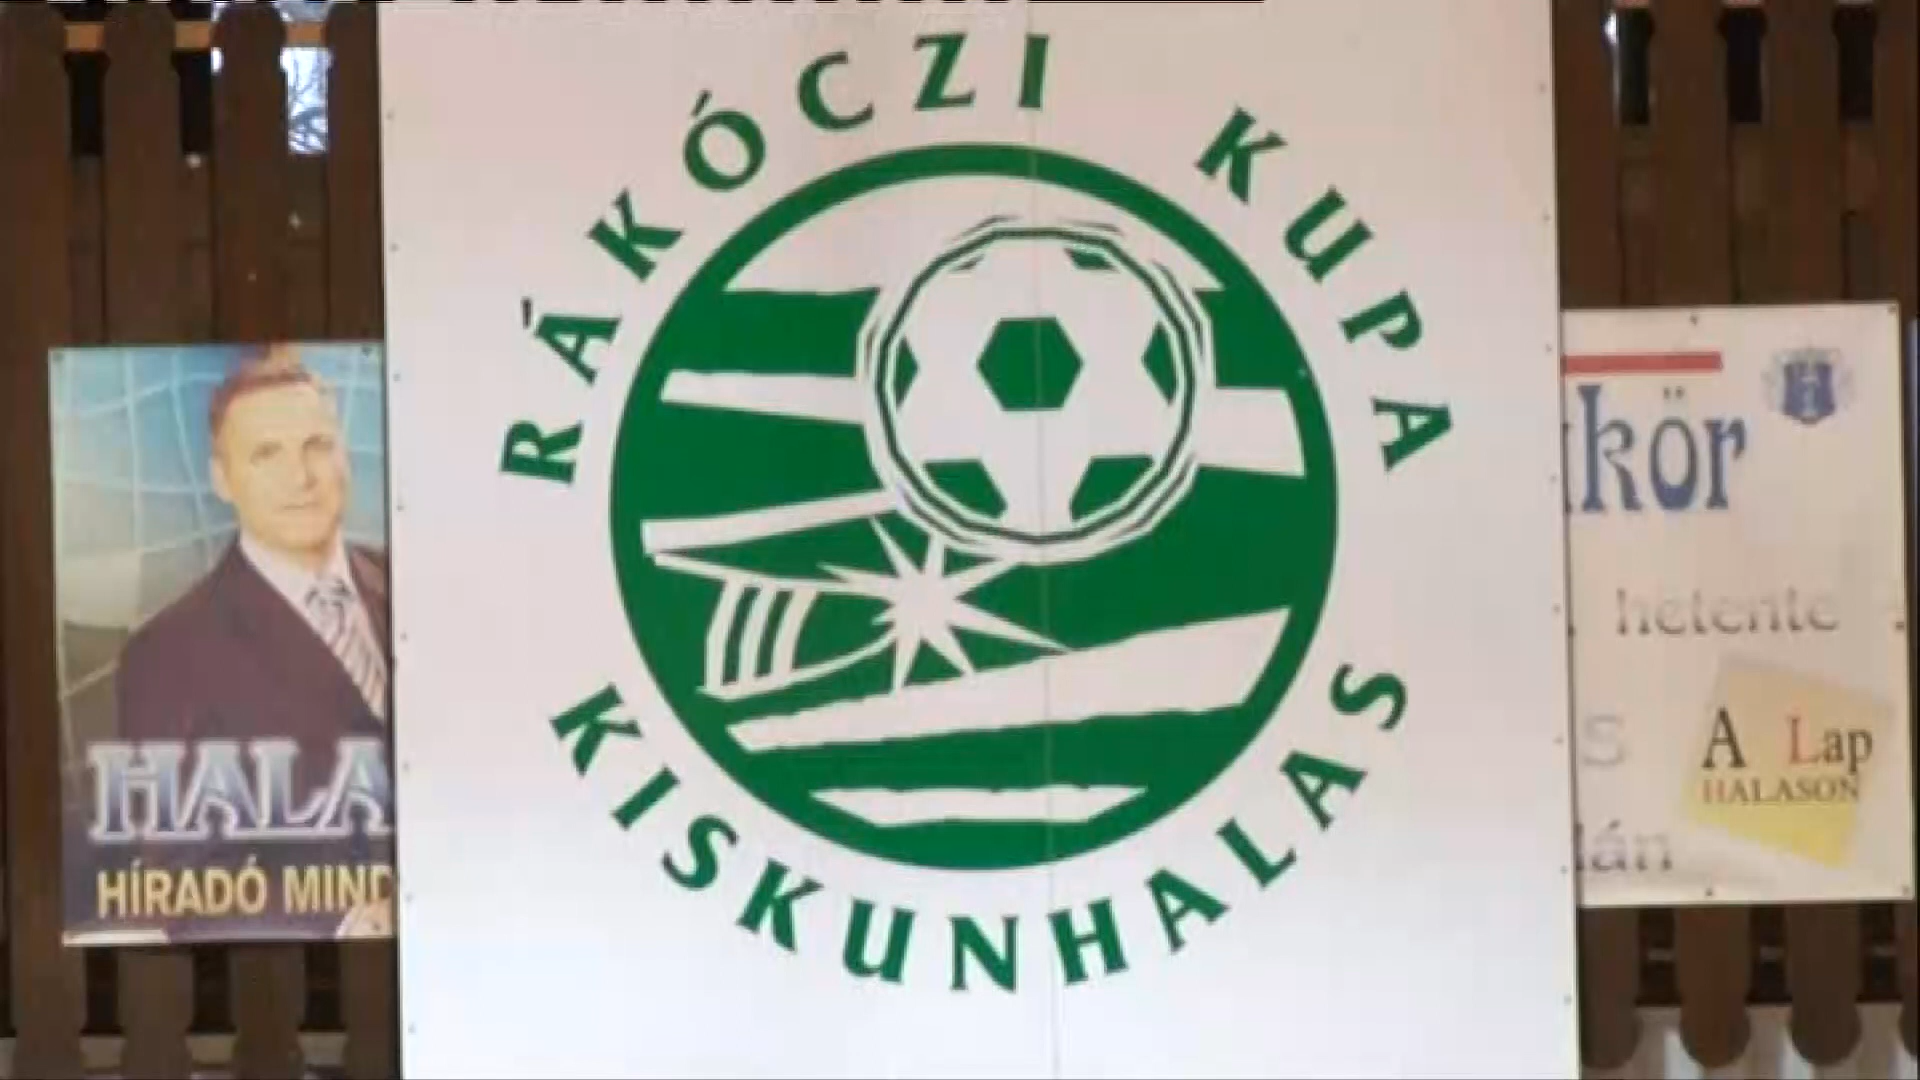 RÁKÓCZI KUPA
KISKUNHALAS
HALA
HÍRADÓ MIND
kör
hetente
s
A Lap
HALASON
lán